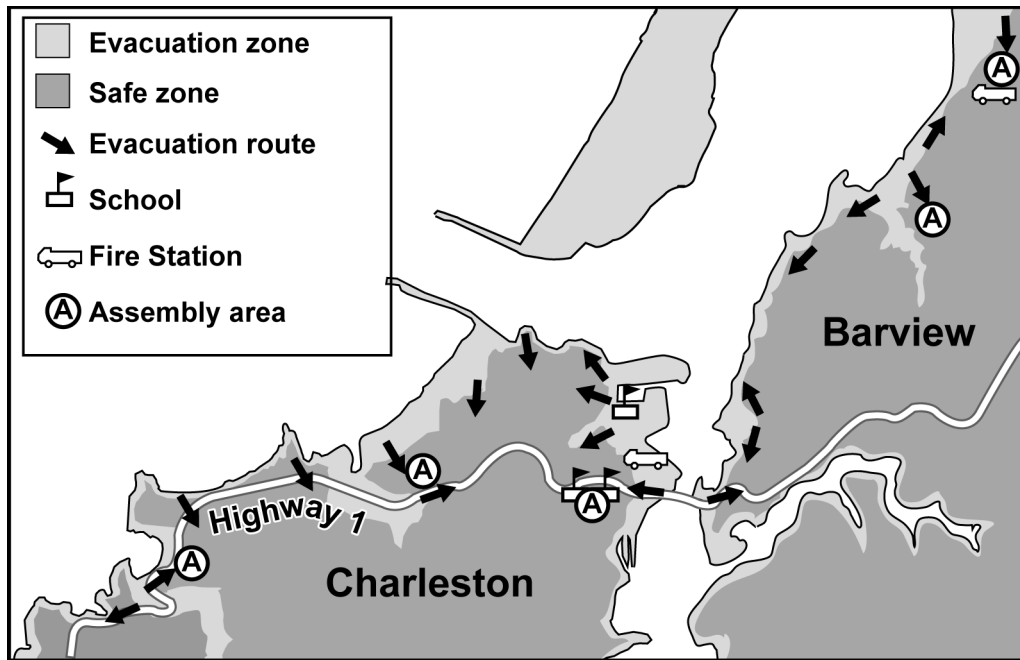 Evacuation zone
Safe zone
Evacuation route
School
Fire Station
A Assembly area
A
A
Barview
A
Highway 1
A
A
Charleston